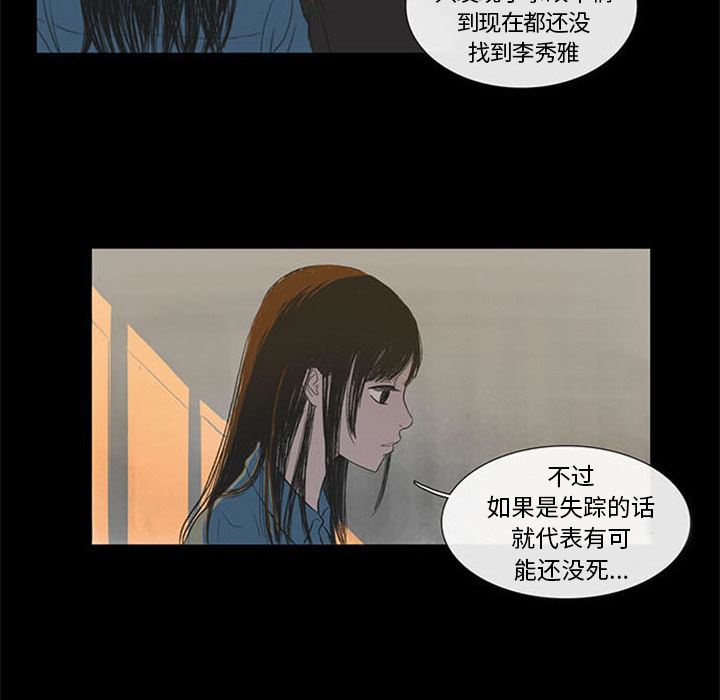 到现在都还没
找到李秀雅
不过
如果是失踪的话
就代表有可
能还没死...